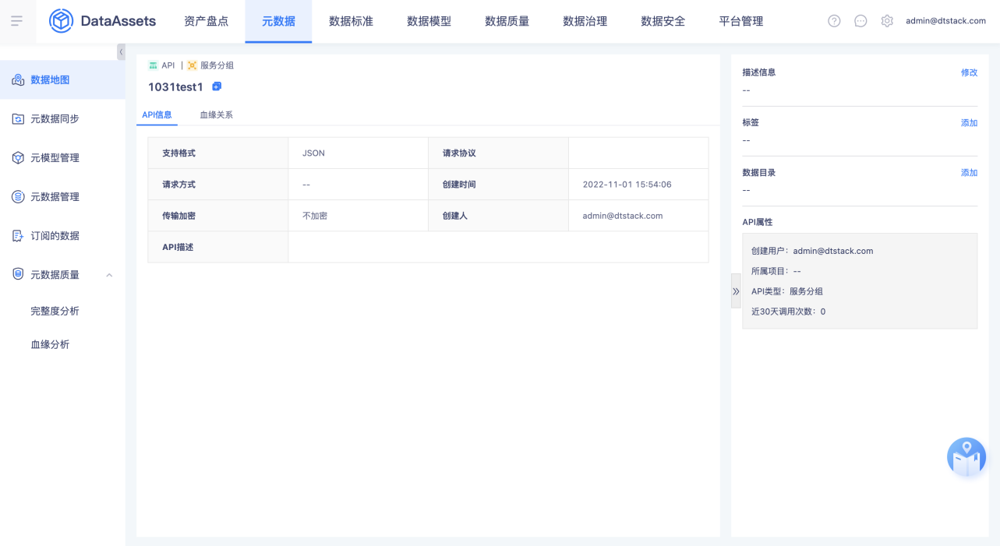 DataAssets 资产盘点 元数据 数据标准 数据模型 数据质量 数据治理 数据安全 平台管理 admin@dtstack.com
数据地图
元数据同步
元模型管理
元数据管理
订阅的数据
元数据质量
完整度分析
血缘分析
API | 服务分组
1031test1
API信息 血缘关系
支持格式 JSON 请求协议
请求方式 -- 创建时间 2022-11-01 15:54:06
传输加密 不加密 创建人 admin@dtstack.com
API描述
描述信息 修改
--
标签 添加
--
数据目录 添加
--
API属性
创建用户：admin@dtstack.com
所属项目：--
API类型：服务分组
近30天调用次数：0